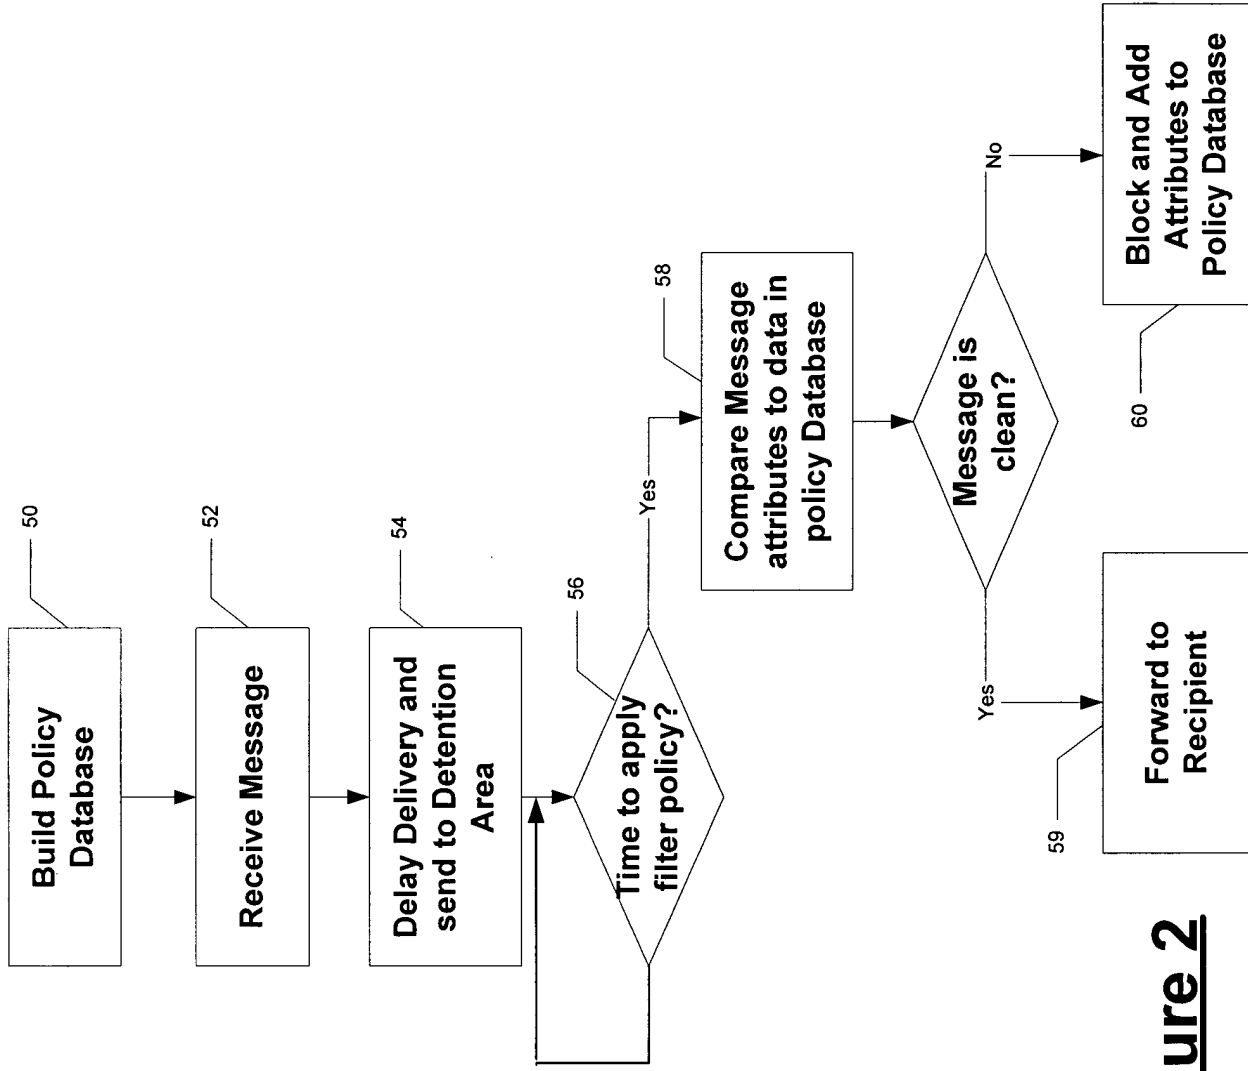 Build Policy
Database
50
Receive Message
52
Delay Delivery and
send to Detention
Area
54
Time to apply
filter policy?
56
Yes
Compare Message
attributes to data in
policy Database
58
Message is
clean?
Yes
No
Forward to
Recipient
59
Block and Add
Attributes to
Policy Database
60
ure 2